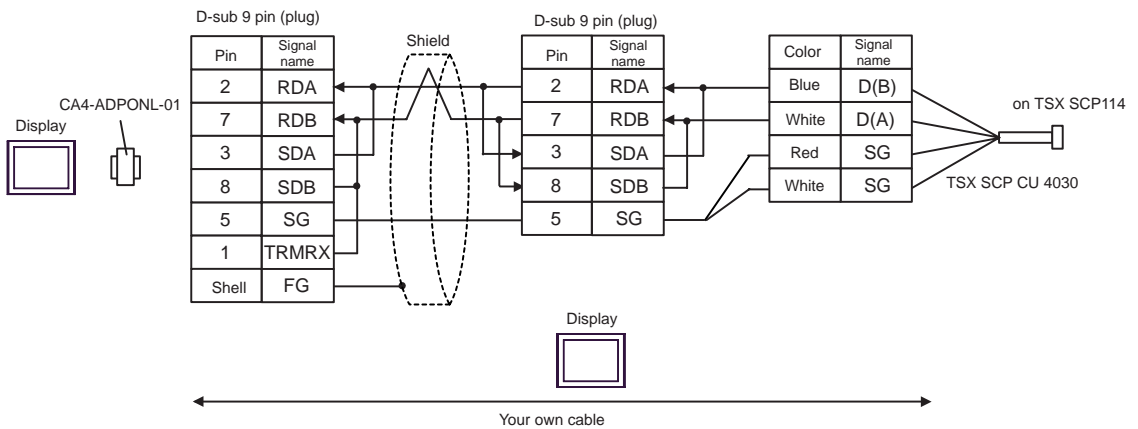 D-sub 9 pin (plug)
Pin Signal name
2 RDA
7 RDB
3 SDA
8 SDB
5 SG
1 TRMRX
Shell FG
CA4-ADPONL-01
Display
Shield
D-sub 9 pin (plug)
Pin Signal name
2 RDA
7 RDB
3 SDA
8 SDB
5 SG
Color Signal name
Blue D(B)
White D(A)
Red SG
White SG
on TSX SCP114
TSX SCP CU 4030
Display
Your own cable